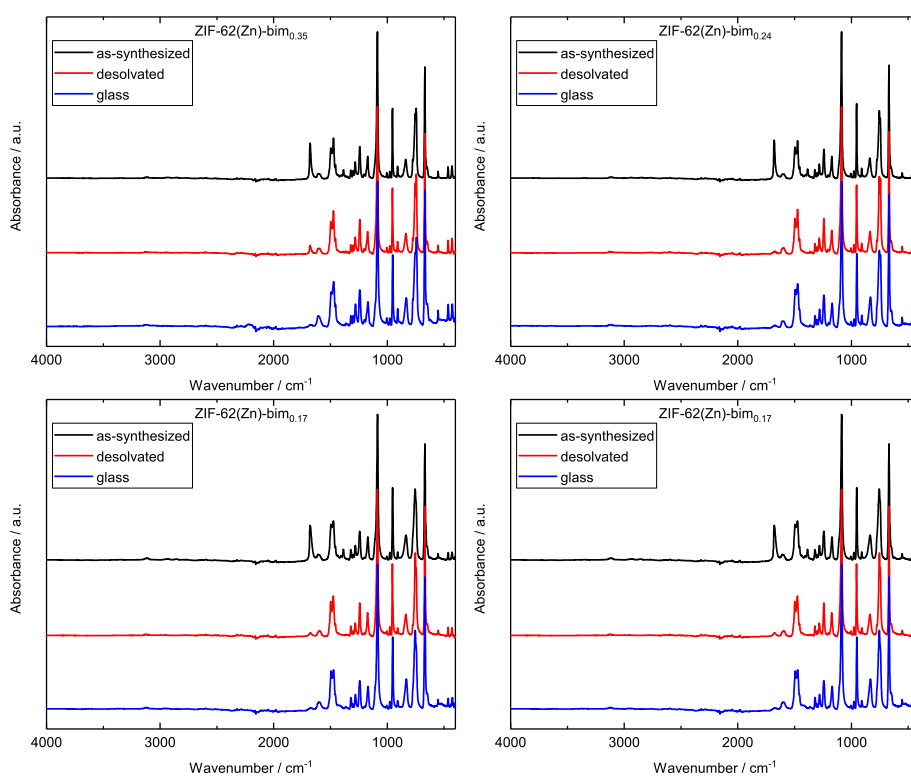 ZIF-62(Zn)-bim0.35
as-synthesized
desolvated
glass
Absorbance / a.u.
4000 3000 2000 1000
Wavenumber / cm-1
ZIF-62(Zn)-bim0.24
as-synthesized
desolvated
glass
Absorbance / a.u.
4000 3000 2000 1000
Wavenumber / cm-1
ZIF-62(Zn)-bim0.17
as-synthesized
desolvated
glass
Absorbance / a.u.
4000 3000 2000 1000
Wavenumber / cm-1
ZIF-62(Zn)-bim0.17
as-synthesized
desolvated
glass
Absorbance / a.u.
4000 3000 2000 1000
Wavenumber / cm-1